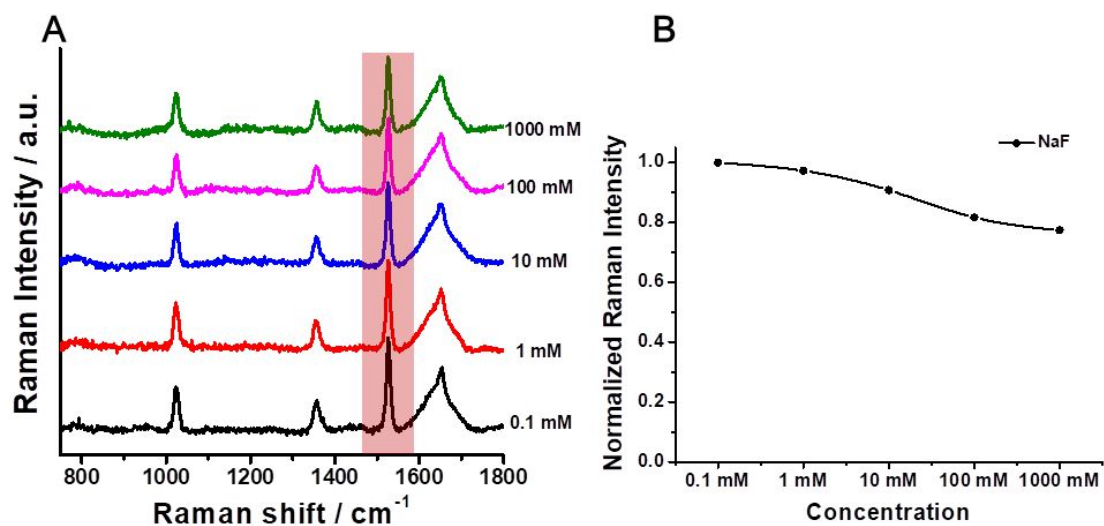 A
Raman Intensity / a.u.
1000 mM
100 mM
10 mM
1 mM
0.1 mM
800 1000 1200 1400 1600 1800
Raman shift / cm⁻¹
B
NaF
Normalized Raman Intensity
1.0
0.8
0.6
0.4
0.2
0.0
0.1 mM 1 mM 10 mM 100 mM 1000 mM
Concentration